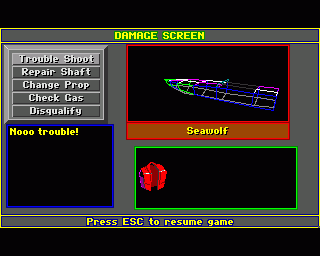 DAMAGE SCREEN
Trouble Shoot
Repair Shaft
Change Prop
Check Gas
Disqualify
Nooo trouble!
Seawolf
Press ESC to resume game